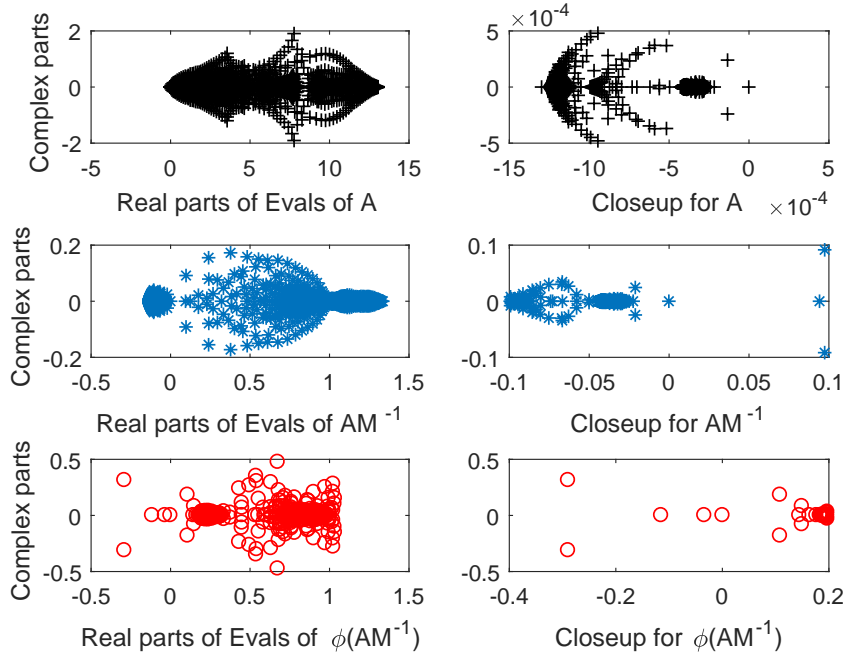 2
0
-2
Complex parts
-5 0 5 10 15
Real parts of Evals of A
×10^-4
5
0
-5
-15 -10 -5 0 5
Closeup for A ×10^-4
0.2
0
-0.2
Complex parts
-0.5 0 0.5 1 1.5
Real parts of Evals of AM^-1
0.1
0
-0.1
-0.1 -0.05 0 0.05 0.1
Closeup for AM^-1
0.5
0
-0.5
Complex parts
-0.5 0 0.5 1 1.5
Real parts of Evals of ϕ(AM^-1)
0.5
0
-0.5
-0.4 -0.2 0 0.2
Closeup for ϕ(AM^-1)